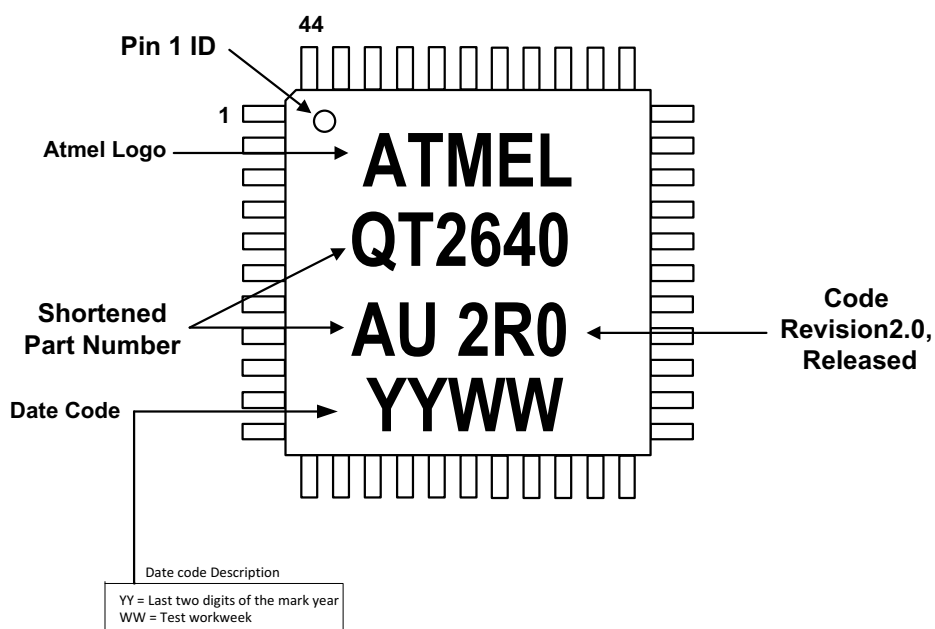 44
Pin 1 ID
1
Atmel Logo
ATMEL
QT2640
Shortened
Part Number
AU 2R0
Code
Revision2.0,
Released
Date Code
YYWW
Date code Description
YY = Last two digits of the mark year
WW = Test workweek